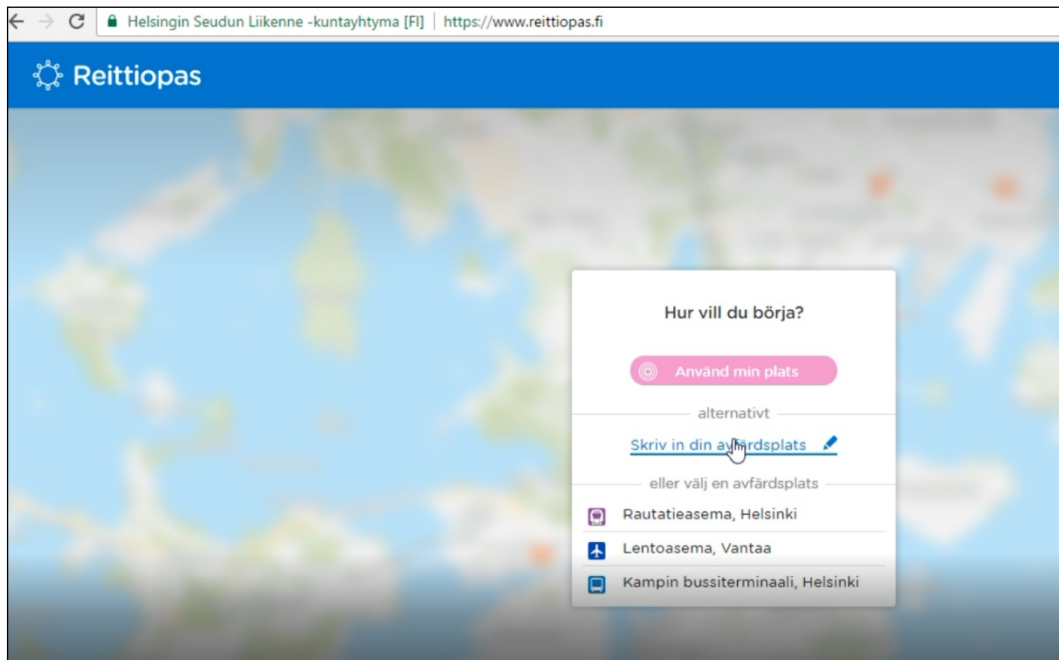 Helsingin Seudun Liikenne -kuntayhtyma [FI] | https://www.reittiopas.fi
Reittiopas
Hur vill du börja?
Använd min plats
alternativt
Skriv in din avfärdsplats
eller välj en avfärdsplats
Rautatieasema, Helsinki
Lentoasema, Vantaa
Kampin bussiterminaali, Helsinki